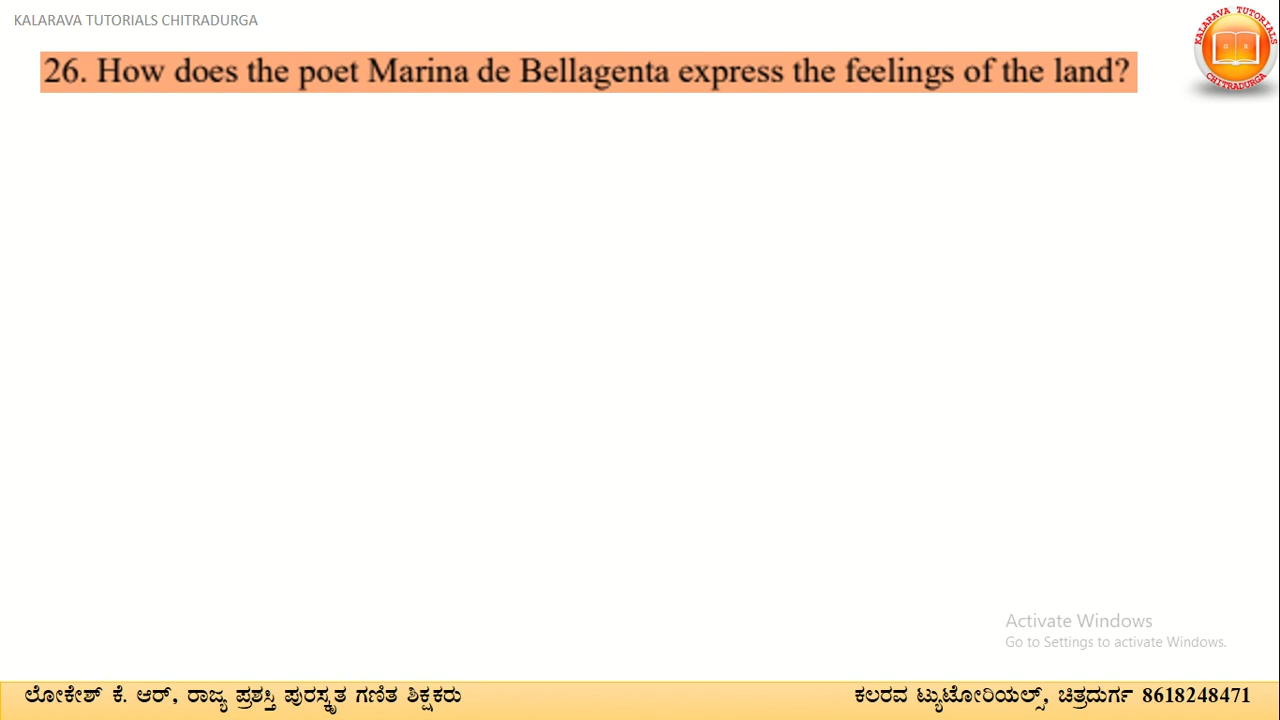 KALARAVA TUTORIALS CHITRADURGA
KALARAVA TUTORIALS
CHITRADURGA
26. How does the poet Marina de Bellagenta express the feelings of the land?
Activate Windows
Go to Settings to activate Windows.
ಲೋಕೇಶ್ ಕೆ. ಆರ್, ರಾಜ್ಯ ಪ್ರಶಸ್ತಿ ಪುರಸ್ಕೃತ ಗಣಿತ ಶಿಕ್ಷಕರು
ಕಲರವ ಟ್ಯುಟೋರಿಯಲ್ಸ್, ಚಿತ್ರದುರ್ಗ 8618248471